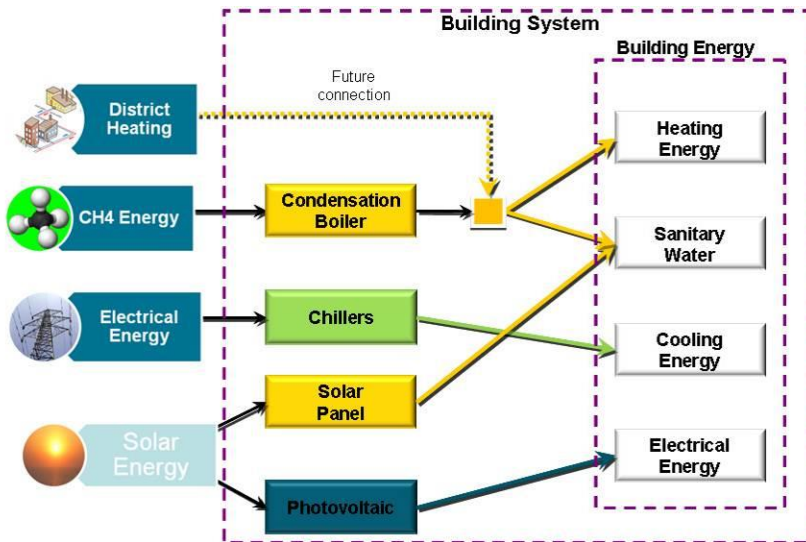 Building System
Building Energy
Future
connection
District
Heating
Heating
Energy
CH4 Energy
Condensation
Boiler
Sanitary
Water
Electrical
Energy
Chillers
Cooling
Energy
Solar
Panel
Solar
Energy
Electrical
Energy
Photovoltaic